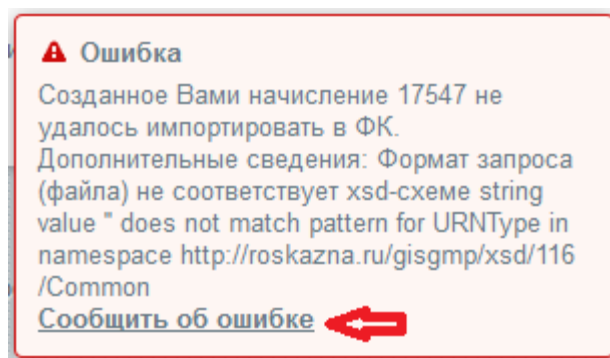 Ошибка
Созданное Вами начисление 17547 не
удалось импортировать в ФК.
Дополнительные сведения: Формат запроса
(файла) не соответствует xsd-схеме string
value '' does not match pattern for URNType in
namespace http://roskazna.ru/gisgmp/xsd/116
/Common
Сообщить об ошибке